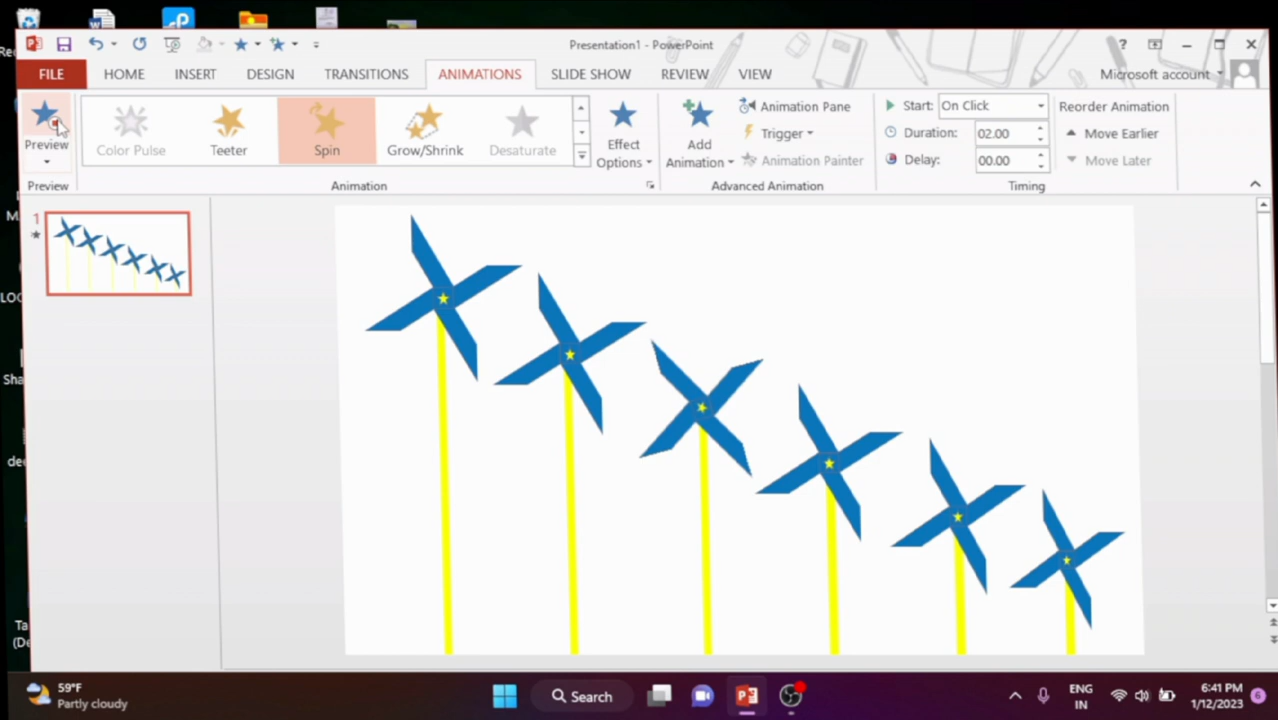 Presentation1 - PowerPoint
?
FILE
HOME
INSERT
DESIGN
TRANSITIONS
ANIMATIONS
SLIDE SHOW
REVIEW
VIEW
Microsoft account
Preview
Color Pulse
Teeter
Spin
Grow/Shrink
Desaturate
Effect
Options
Add
Animation
Animation Pane
Trigger
Animation Painter
Start: On Click
Duration: 02.00
Delay: 00.00
Reorder Animation
Move Earlier
Move Later
Preview
Animation
Advanced Animation
Timing
1
59°F
Partly cloudy
Search
ENG
IN
6:41 PM
1/12/2023
6